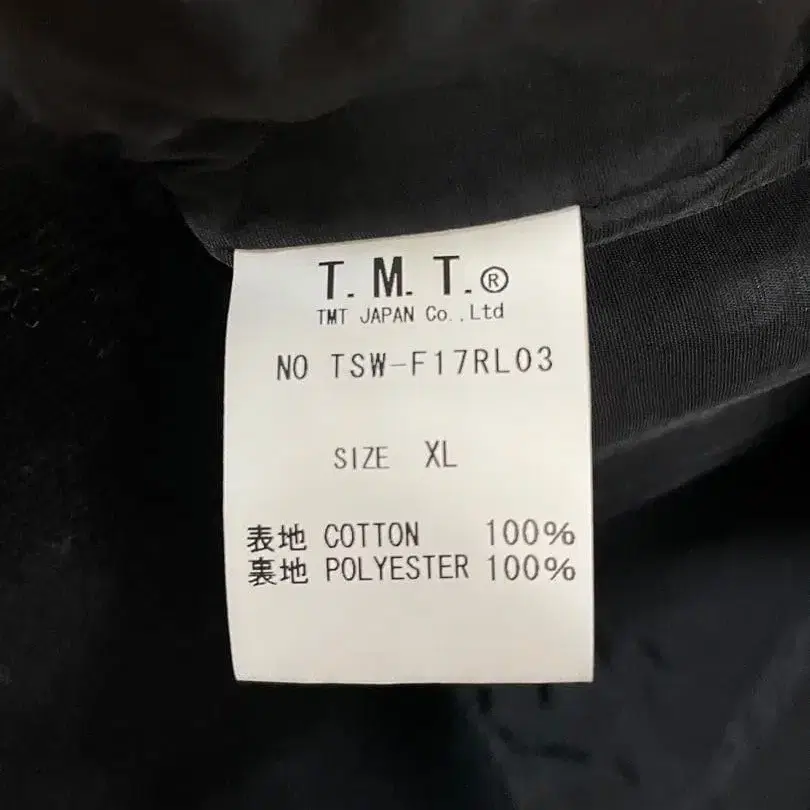 T.M.T.®
TMT JAPAN Co.,Ltd
NO TSW-F17RL03
SIZE XL
表地 COTTON 100%
裏地 POLYESTER 100%